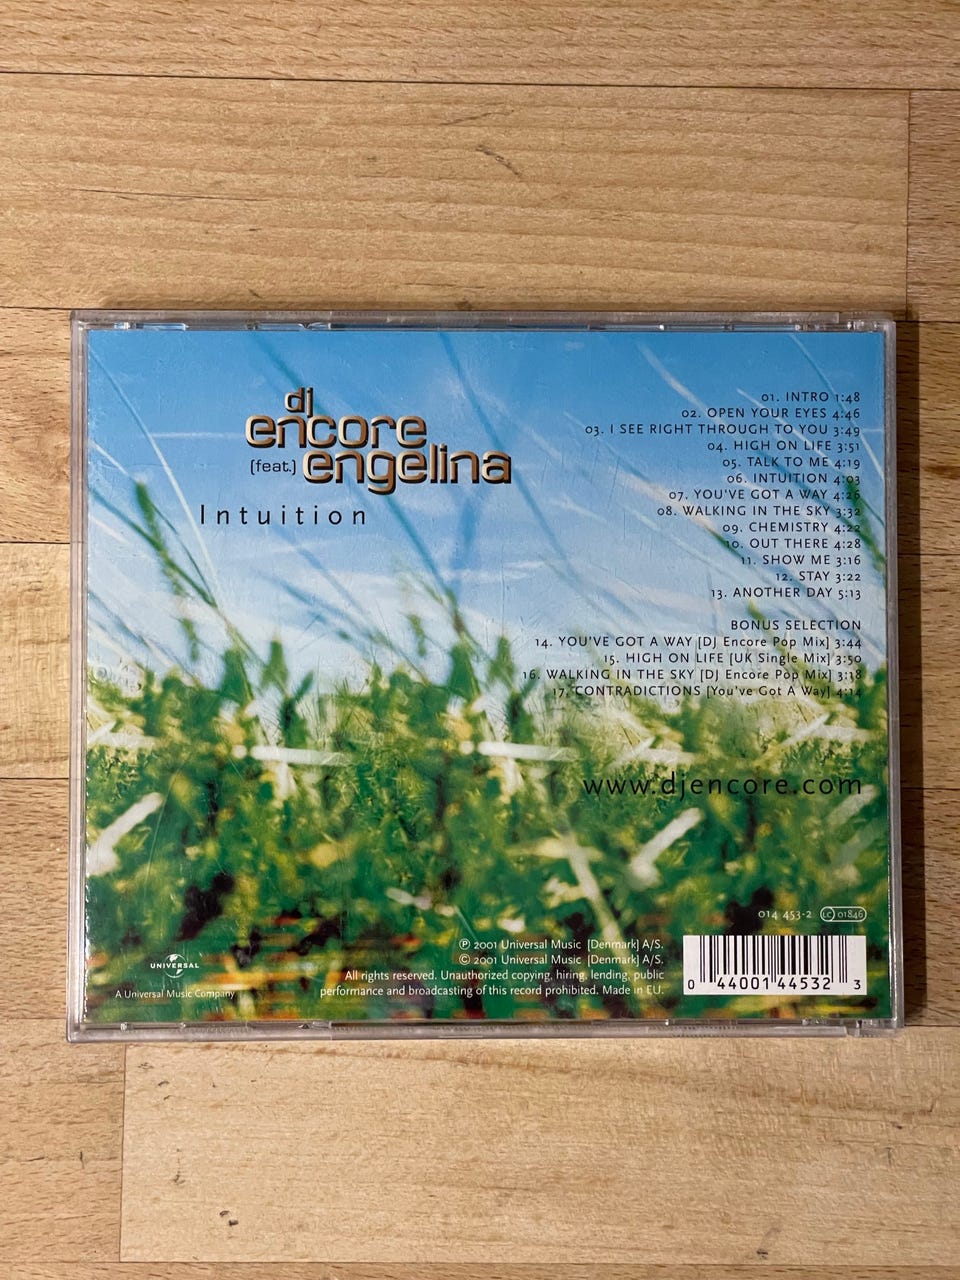 dj
encore
(feat.) engelina
Intuition
01. INTRO 1:48
02. OPEN YOUR EYES 4:46
03. I SEE RIGHT THROUGH TO YOU 3:49
04. HIGH ON LIFE 3:51
05. TALK TO ME 4:19
06. INTUITION 4:03
07. YOU'VE GOT A WAY 4:26
08. WALKING IN THE SKY 3:32
09. CHEMISTRY 4:22
10. OUT THERE 4:28
11. SHOW ME 3:16
12. STAY 3:22
13. ANOTHER DAY 5:13
BONUS SELECTION
14. YOU'VE GOT A WAY [DJ Encore Pop Mix] 3:44
15. HIGH ON LIFE [UK Single Mix] 3:50
16. WALKING IN THE SKY [DJ Encore Pop Mix] 3:18
17. CONTRADICTIONS [You've Got A Way] 4:14
www.djencore.com
014 453-2 LC 01846
℗ 2001 Universal Music [Denmark] A/S.
© 2001 Universal Music [Denmark] A/S.
All rights reserved. Unauthorized copying, hiring, lending, public
performance and broadcasting of this record prohibited. Made in EU.
UNIVERSAL
A Universal Music Company
0 44001 44532 3